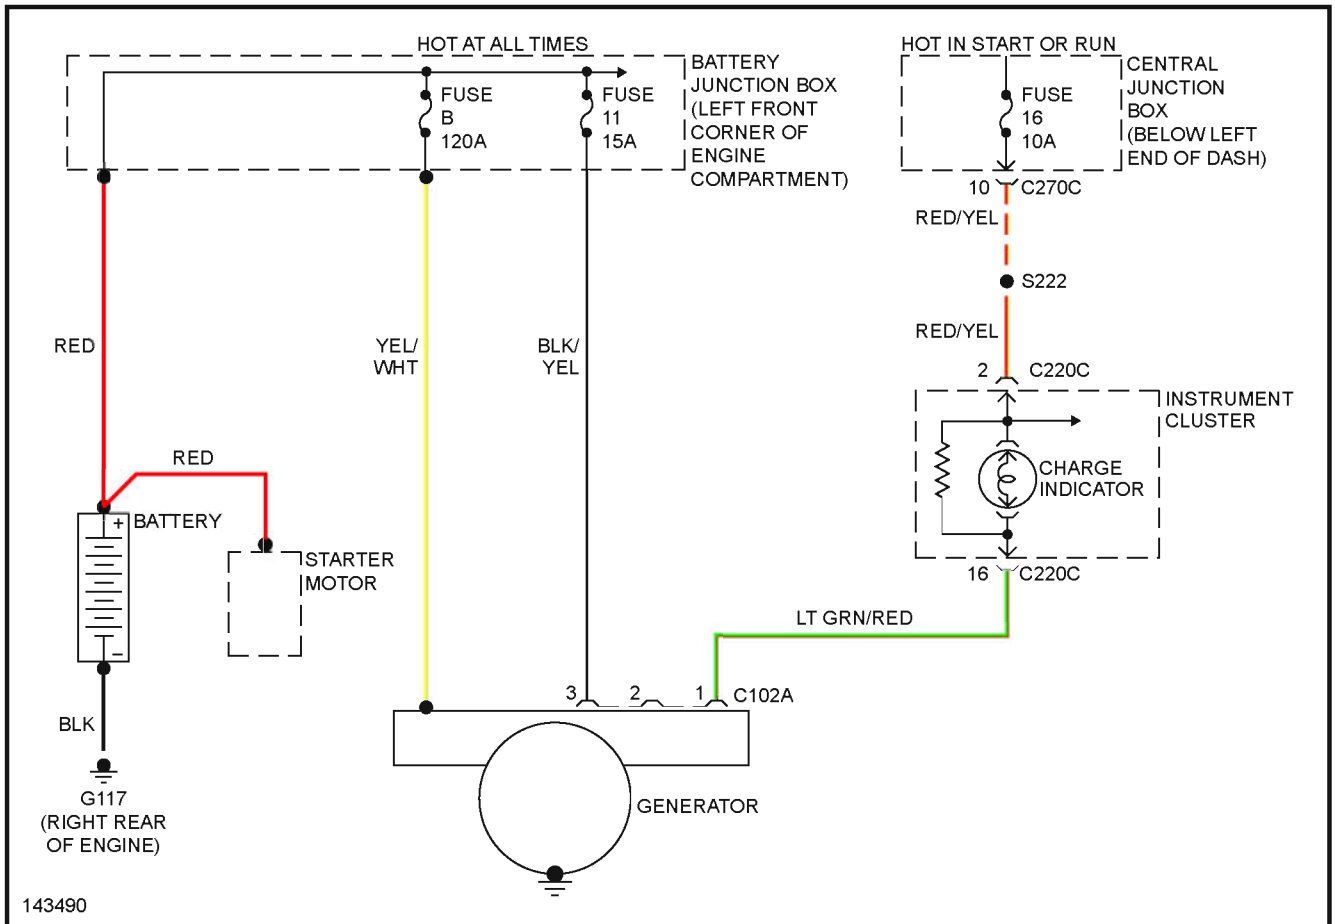 HOT AT ALL TIMES
BATTERY
JUNCTION BOX
(LEFT FRONT
CORNER OF
ENGINE
COMPARTMENT)
FUSE
B
120A
FUSE
11
15A
HOT IN START OR RUN
CENTRAL
JUNCTION
BOX
(BELOW LEFT
END OF DASH)
FUSE
16
10A
10 C270C
RED/YEL
S222
RED/YEL
2 C220C
RED
YEL/
WHT
BLK/
YEL
INSTRUMENT
CLUSTER
CHARGE
INDICATOR
16 C220C
RED
+ BATTERY
–
STARTER
MOTOR
LT GRN/RED
3 2 1 C102A
BLK
G117
(RIGHT REAR
OF ENGINE)
GENERATOR
143490